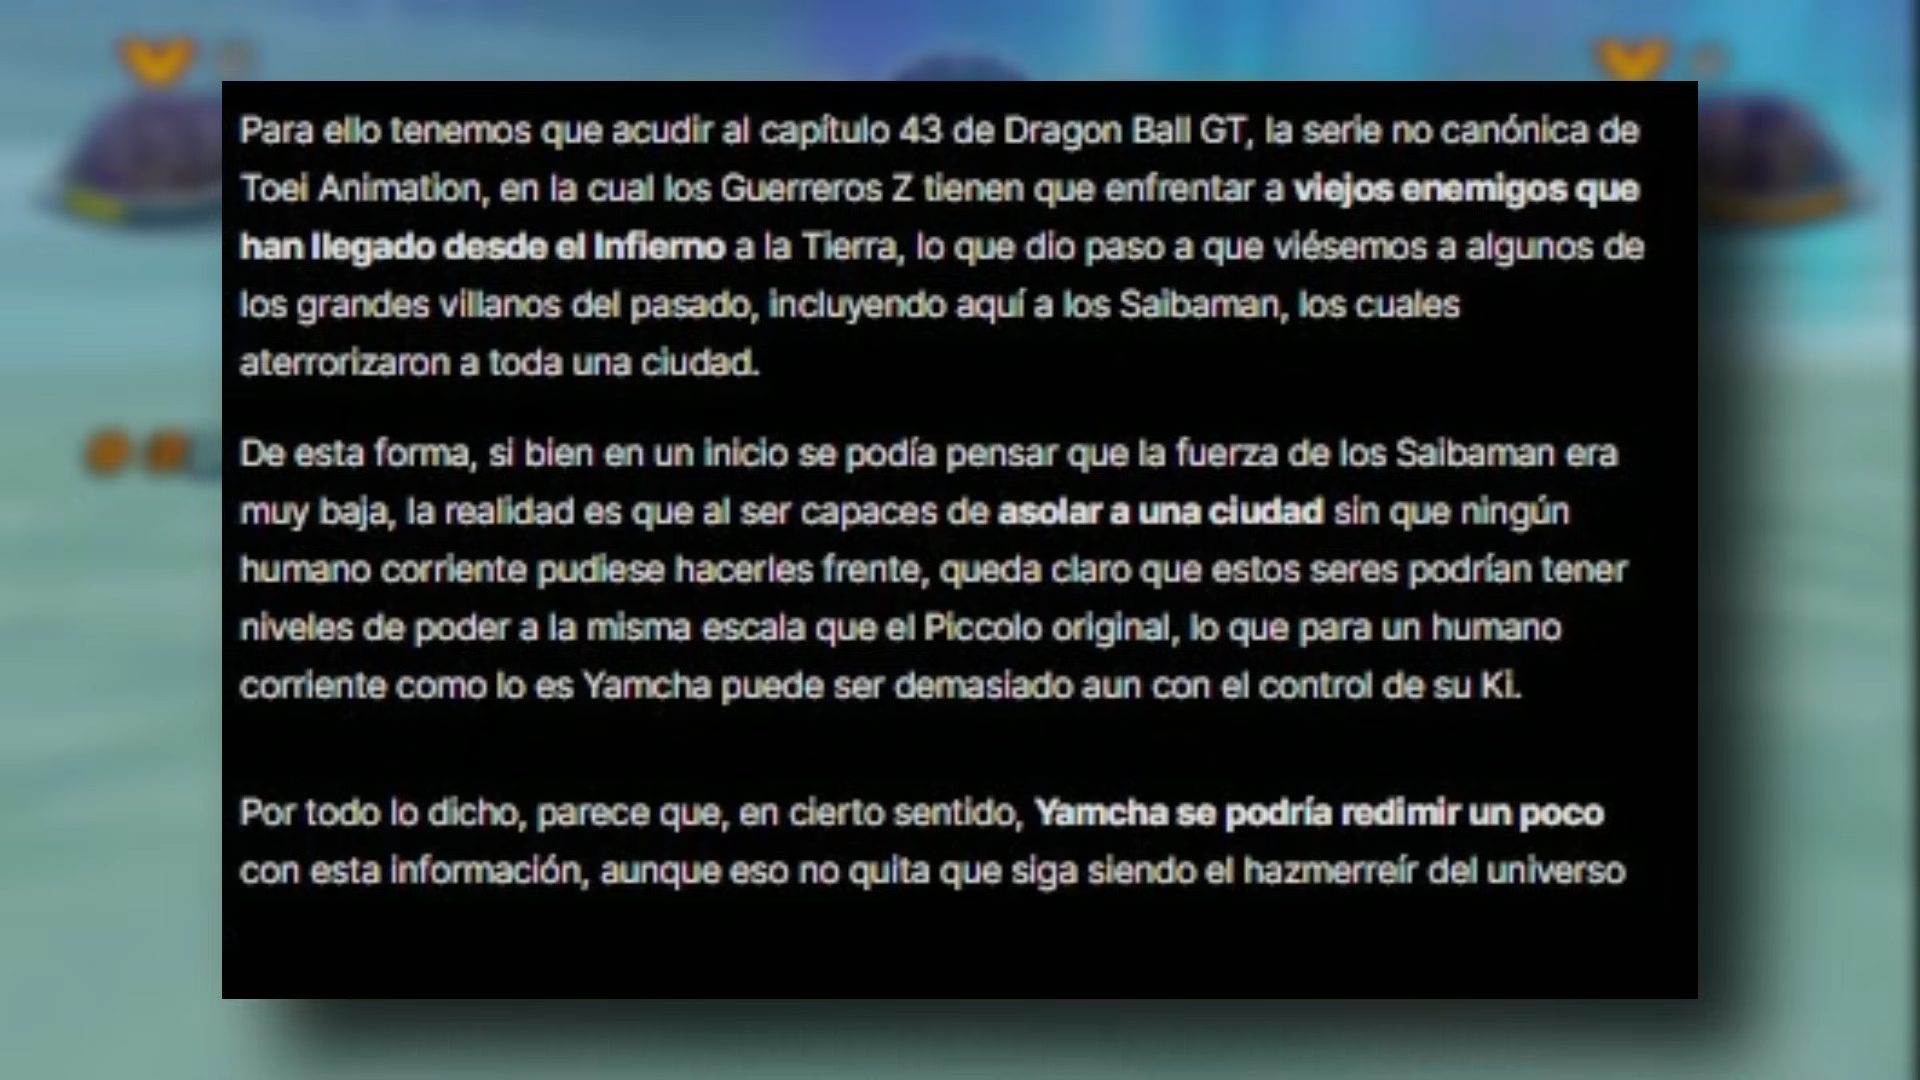 Para ello tenemos que acudir al capítulo 43 de Dragon Ball GT, la serie no canónica de
Toei Animation, en la cual los Guerreros Z tienen que enfrentar a viejos enemigos que
han llegado desde el Infierno a la Tierra, lo que dio paso a que viésemos a algunos de
los grandes villanos del pasado, incluyendo aquí a los Saibaman, los cuales
aterrorizaron a toda una ciudad.
De esta forma, si bien en un inicio se podía pensar que la fuerza de los Saibaman era
muy baja, la realidad es que al ser capaces de asolar a una ciudad sin que ningún
humano corriente pudiese hacerles frente, queda claro que estos seres podrían tener
niveles de poder a la misma escala que el Piccolo original, lo que para un humano
corriente como lo es Yamcha puede ser demasiado aun con el control de su Ki.
Por todo lo dicho, parece que, en cierto sentido, Yamcha se podría redimir un poco
con esta información, aunque eso no quita que siga siendo el hazmerreír del universo